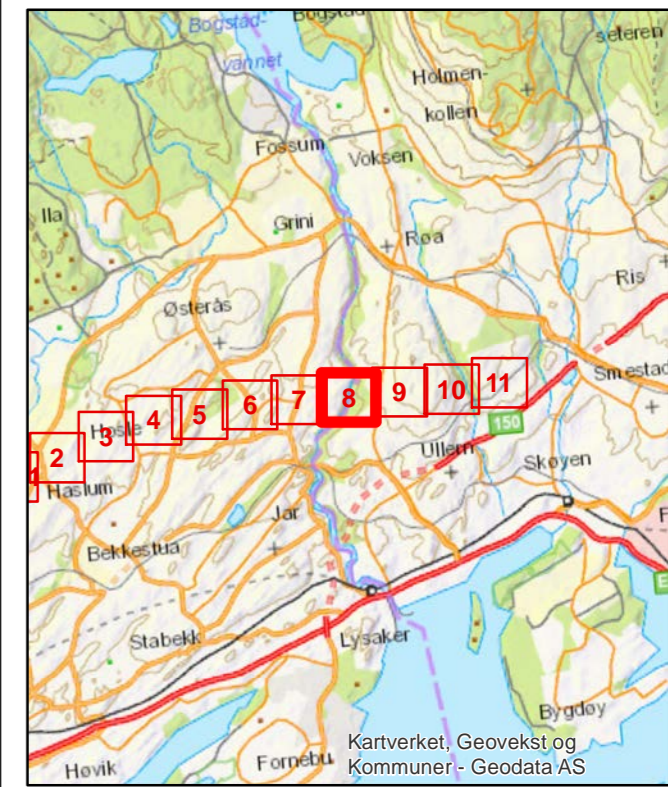 Bogstad-
vannet
seteren
Holmen-
kollen
Fossum
Voksen
Ila
Grini
Røa
Ris
Østerås
Smestad
11
10
9
8
7
6
5
4
3
2
1
Hosle
150
Ullern
Skøyen
Haslum
Jar
Bekkestua
Stabekk
Lysaker
Bygdøy
Kartverket, Geovekst og
Kommuner - Geodata AS
Fornebu
Høvik